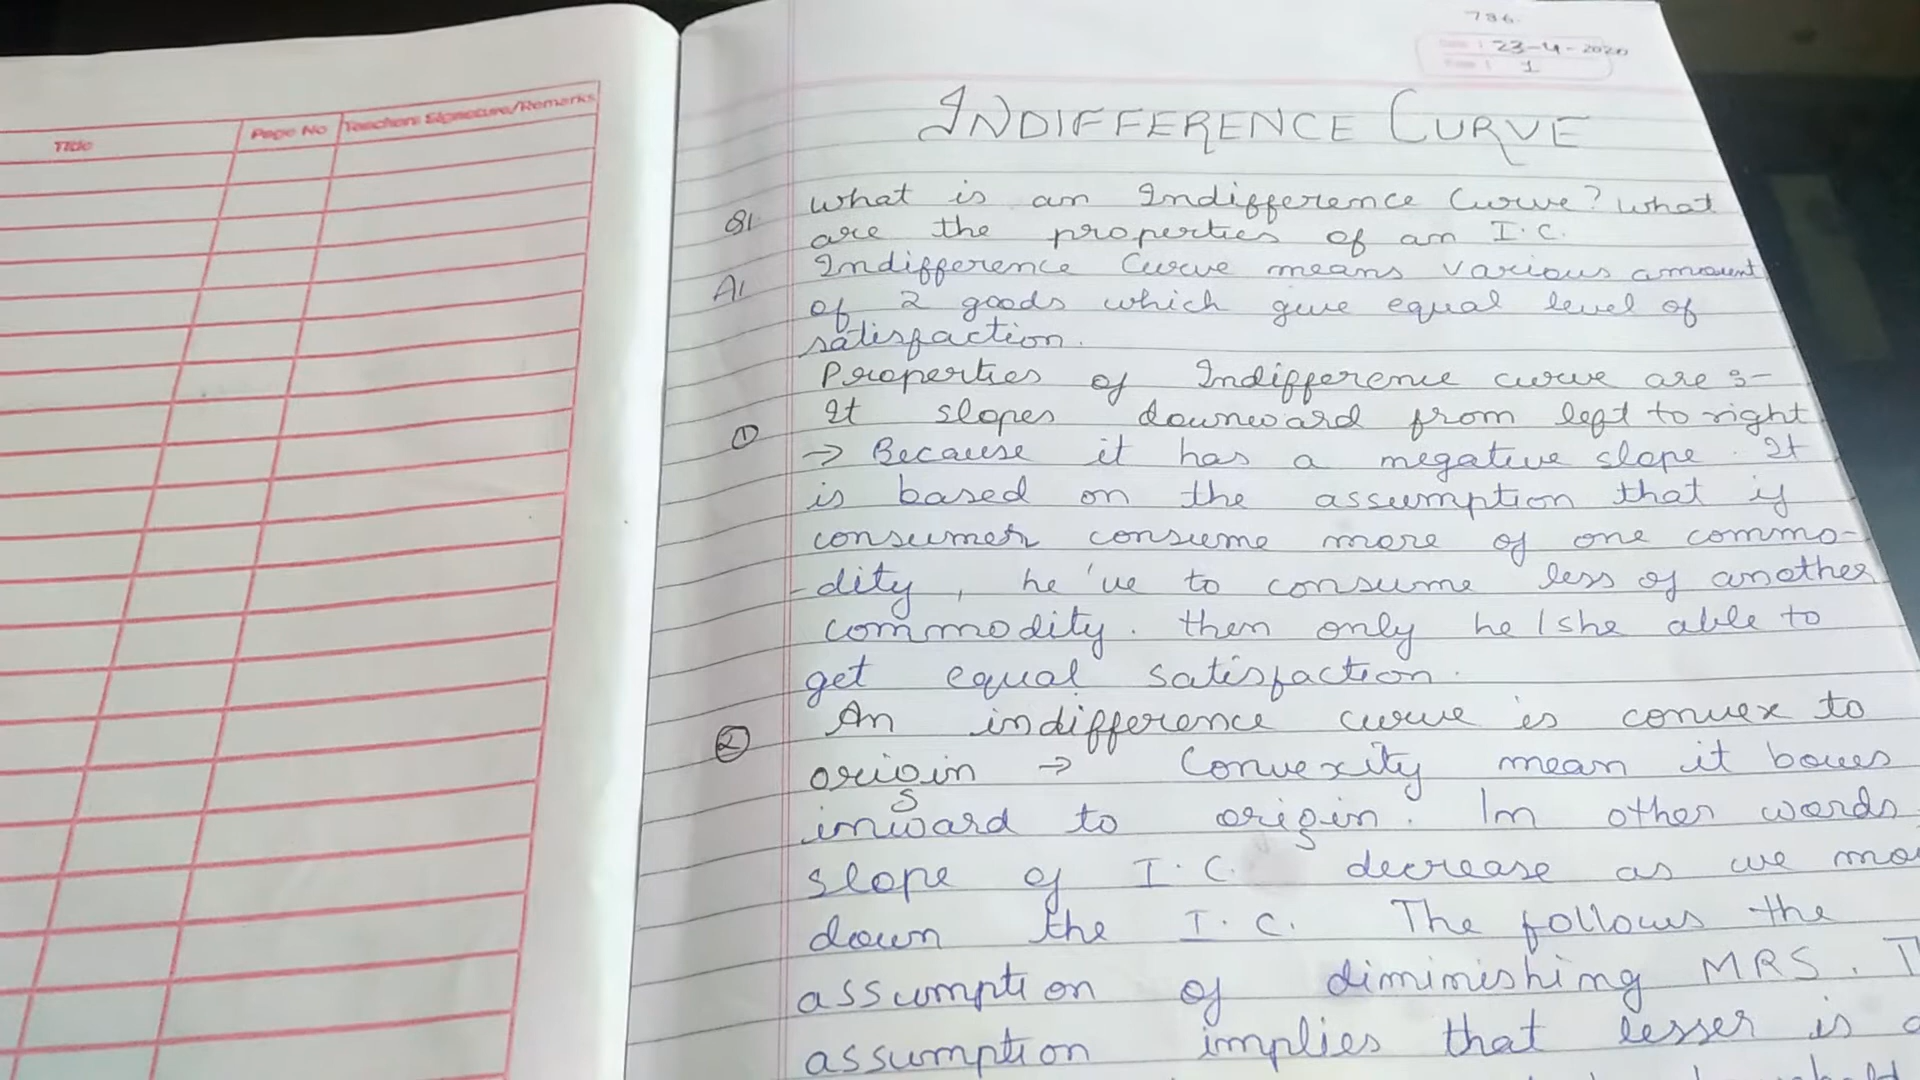 Title
Page No
Teachers Signature/Remarks
786.
Date : 23-4-2020
Page : 1
INDIFFERENCE CURVE
Q1 What is an Indifference Curve? What
are the properties of an I.C.
A1 Indifference Curve means various amount
of 2 goods which give equal level of
satisfaction.
Properties of Indifference curve are :-
① It slopes downward from left to right
→ Because it has a negative slope. It
is based on the assumption that if
consumer consume more of one commo-
-dity, he 've to consume less of another
commodity. then only he/she able to
get equal satisfaction.
② An indifference curve is convex to
origin → Convexity mean it bows
inward to origin. In other words
slope of I.C. decrease as we mo
down the I.C. The follows the
assumption of diminishing MRS. T
assumption implies that lesser is